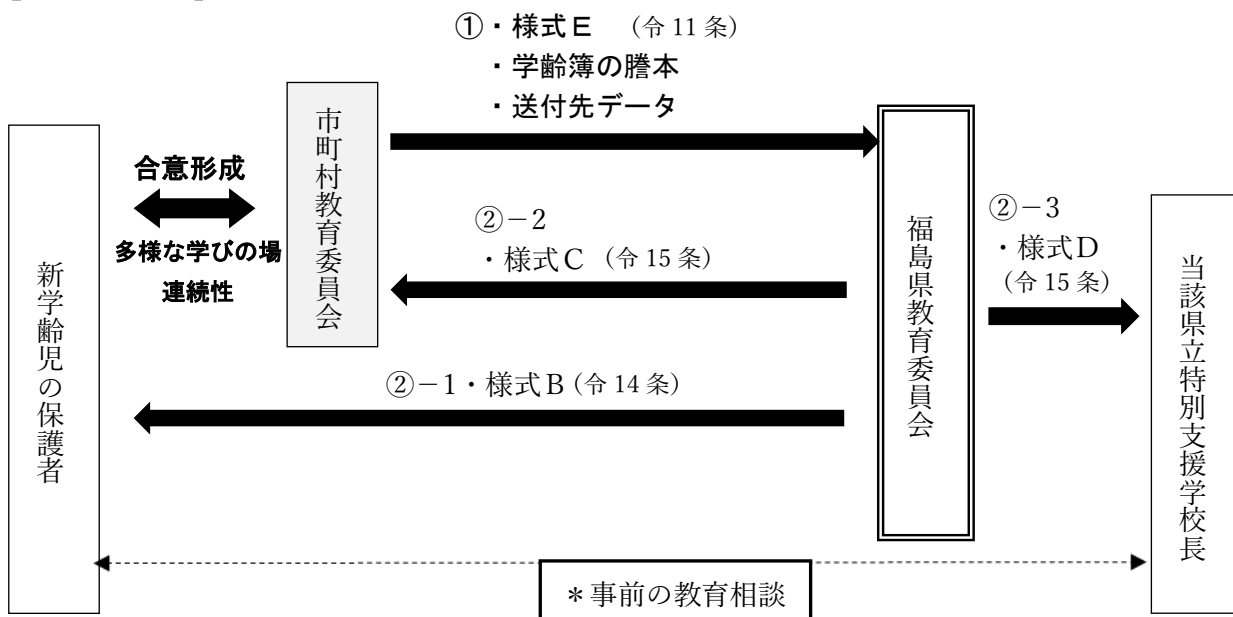 ①・様式E （令 11 条）
・学齢簿の謄本
・送付先データ
市町村教育委員会
合意形成
多様な学びの場
連続性
新学齢児の保護者
②－2
・様式C （令 15 条）
福島県教育委員会
②－3
・様式D
（令 15 条）
当該県立特別支援学校長
②－1・様式B（令 14 条）
＊事前の教育相談